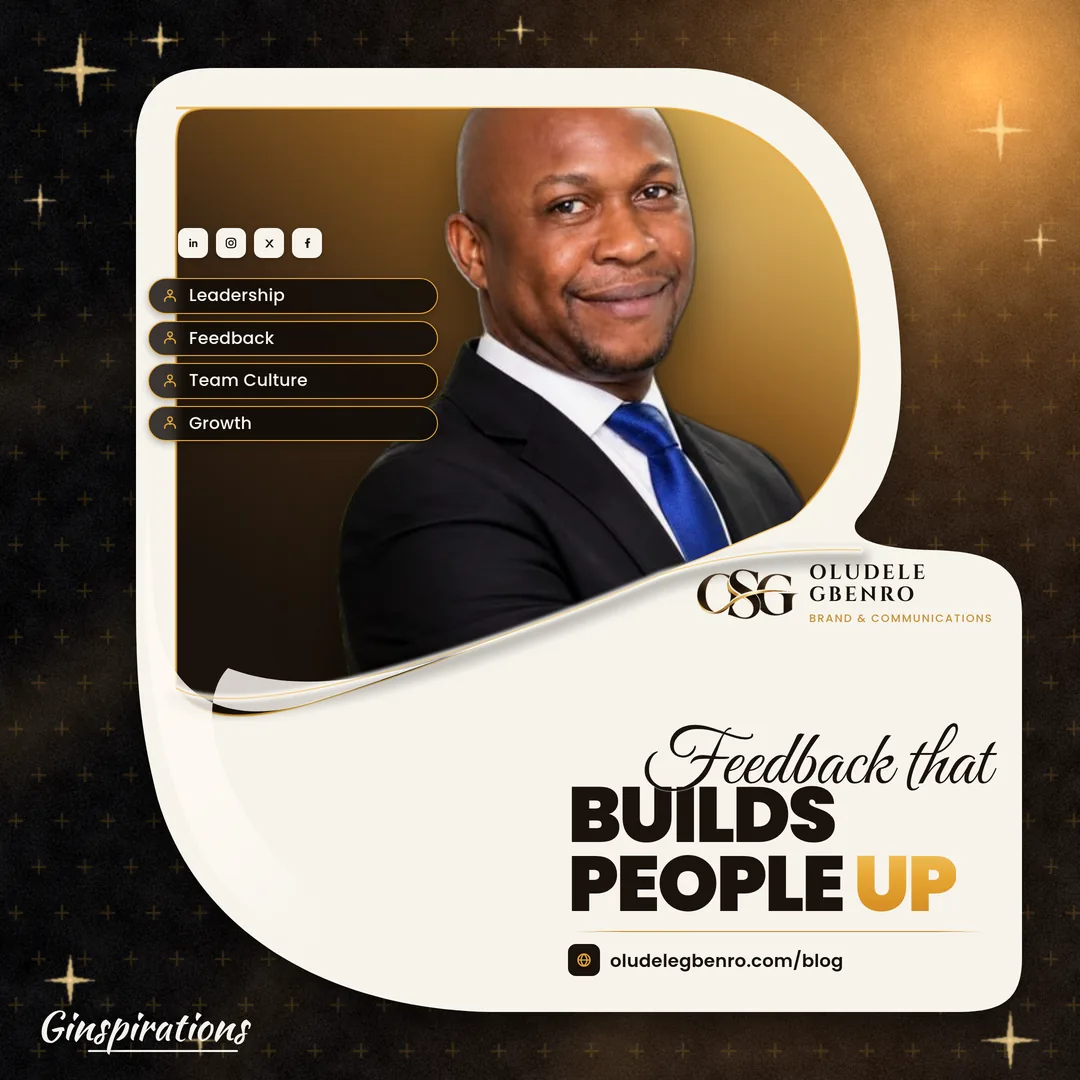 in
X
f
Leadership
Feedback
Team Culture
Growth
OSG
OLUDELE
GBENRO
BRAND & COMMUNICATIONS
Feedback that
BUILDS
PEOPLE UP
oludelegbenro.com/blog
Ginspirations